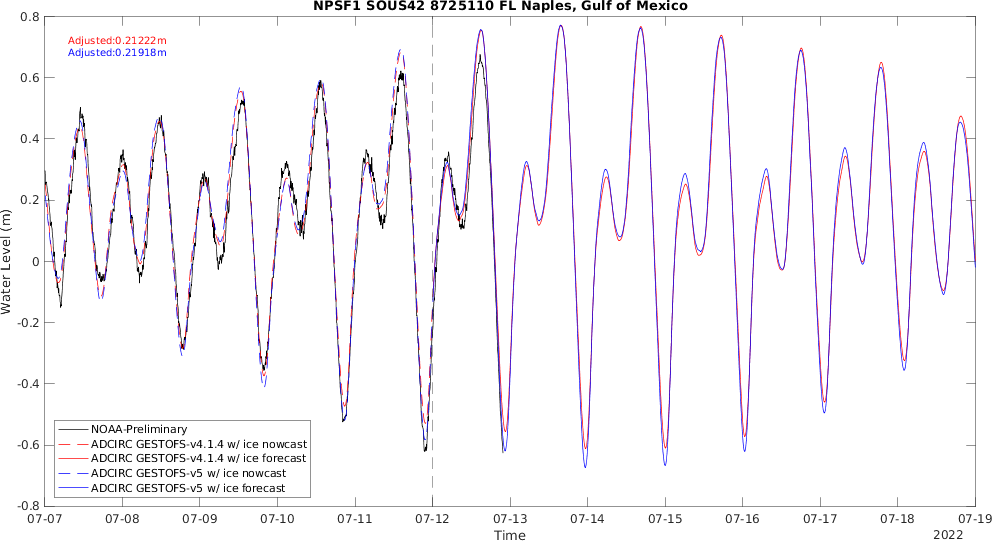 NPSF1 SOUS42 8725110 FL Naples, Gulf of Mexico
Adjusted:0.21222m
Adjusted:0.21918m
0.8
0.6
0.4
0.2
0
-0.2
-0.4
-0.6
-0.8
Water Level (m)
NOAA-Preliminary
ADCIRC GESTOFS-v4.1.4 w/ ice nowcast
ADCIRC GESTOFS-v4.1.4 w/ ice forecast
ADCIRC GESTOFS-v5 w/ ice nowcast
ADCIRC GESTOFS-v5 w/ ice forecast
07-07 07-08 07-09 07-10 07-11 07-12 07-13 07-14 07-15 07-16 07-17 07-18 07-19
Time
2022